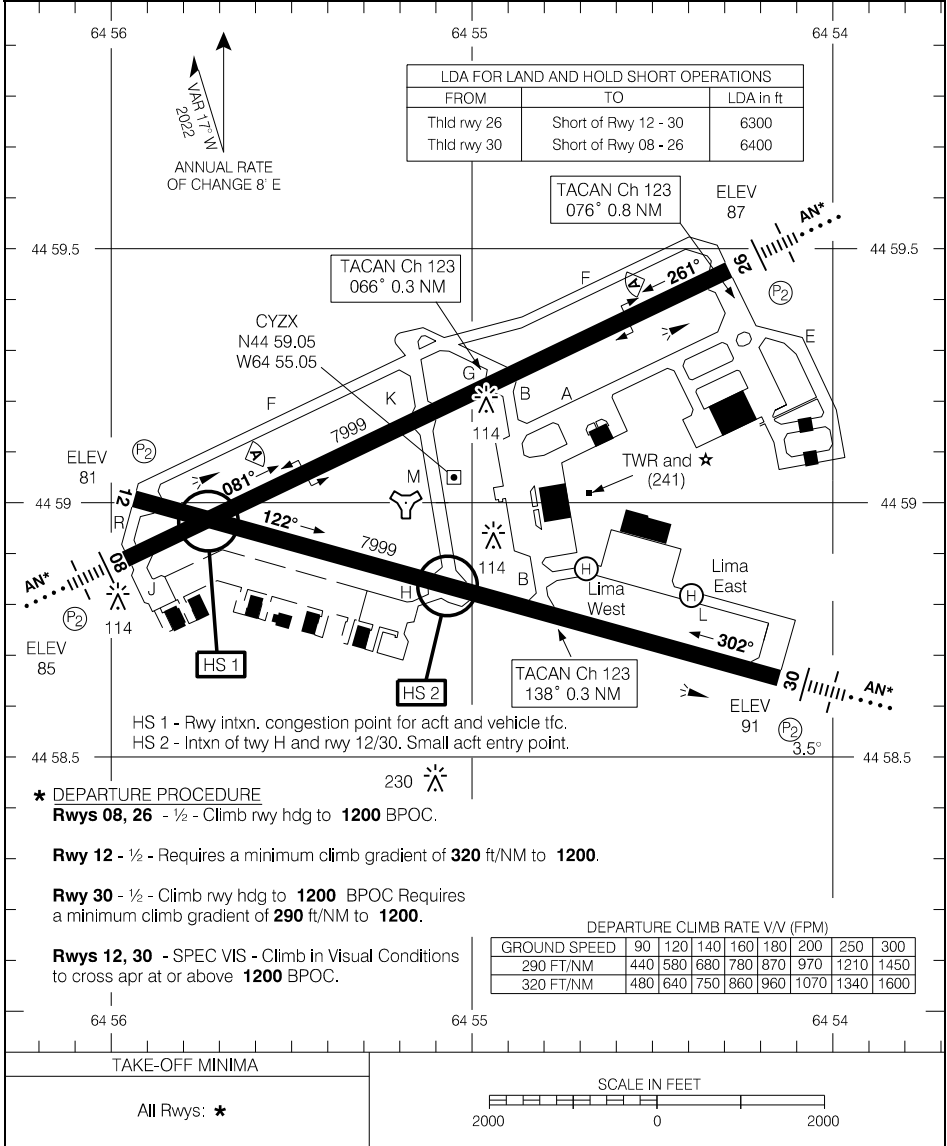 64 56
64 55
64 54
VAR 17° W
2022
ANNUAL RATE
OF CHANGE 8' E
LDA FOR LAND AND HOLD SHORT OPERATIONS
FROM TO LDA in ft
Thld rwy 26 Short of Rwy 12 - 30 6300
Thld rwy 30 Short of Rwy 08 - 26 6400
TACAN Ch 123
076° 0.8 NM
ELEV
87
AN*
44 59.5
44 59.5
26
261°
A
F
P2
E
TACAN Ch 123
066° 0.3 NM
CYZX
N44 59.05
W64 55.05
G
B
A
F
K
7999
114
ELEV
81
P2
A
081°
M
TWR and ☆
(241)
44 59
44 59
12
R
122°
7999
114
08
AN*
J
H
B
H
Lima
West
Lima
East
H
L
P2
114
ELEV
85
302°
HS 1
HS 2
TACAN Ch 123
138° 0.3 NM
30
AN*
ELEV
91
P2
3.5°
HS 1 - Rwy intxn. congestion point for acft and vehicle tfc.
HS 2 - Intxn of twy H and rwy 12/30. Small acft entry point.
44 58.5
44 58.5
230
* DEPARTURE PROCEDURE
Rwys 08, 26 - ½ - Climb rwy hdg to 1200 BPOC.
Rwy 12 - ½ - Requires a minimum climb gradient of 320 ft/NM to 1200.
Rwy 30 - ½ - Climb rwy hdg to 1200 BPOC Requires
a minimum climb gradient of 290 ft/NM to 1200.
Rwys 12, 30 - SPEC VIS - Climb in Visual Conditions
to cross apr at or above 1200 BPOC.
DEPARTURE CLIMB RATE V/V (FPM)
GROUND SPEED 90 120 140 160 180 200 250 300
290 FT/NM 440 580 680 780 870 970 1210 1450
320 FT/NM 480 640 750 860 960 1070 1340 1600
64 56
64 55
64 54
TAKE-OFF MINIMA
All Rwys: *
SCALE IN FEET
2000 0 2000